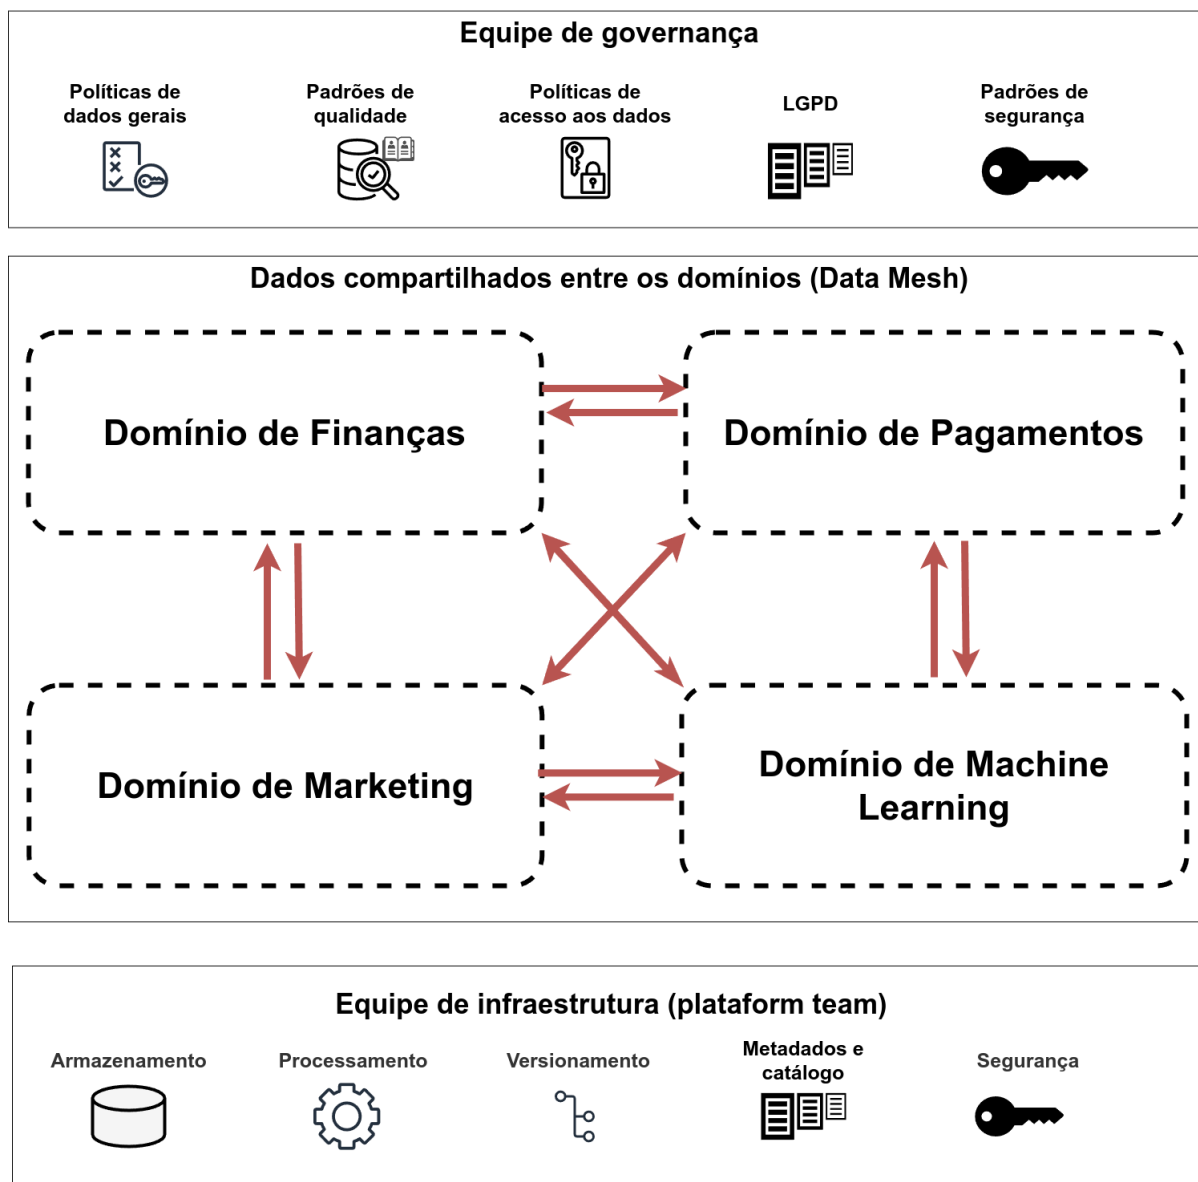 Equipe de governança
Políticas de
dados gerais
Padrões de
qualidade
Políticas de
acesso aos dados
LGPD
Padrões de
segurança
Dados compartilhados entre os domínios (Data Mesh)
Domínio de Finanças
Domínio de Pagamentos
Domínio de Marketing
Domínio de Machine
Learning
Equipe de infraestrutura (plataform team)
Armazenamento
Processamento
Versionamento
Metadados e
catálogo
Segurança